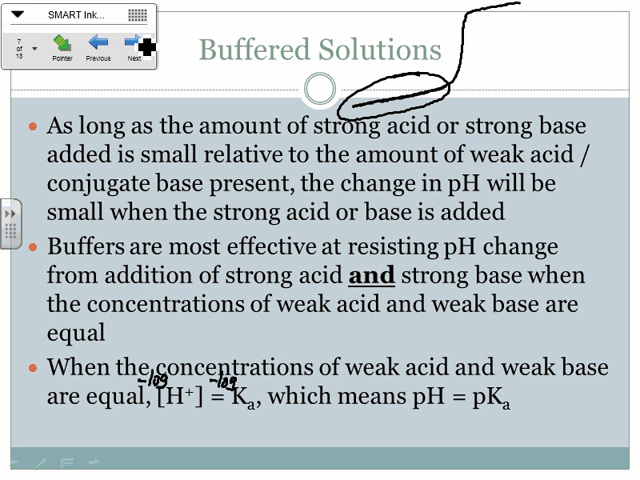 SMART Ink...
7
of
18
Pointer
Previous
Next
Buffered Solutions
As long as the amount of strong acid or strong base
added is small relative to the amount of weak acid /
conjugate base present, the change in pH will be
small when the strong acid or base is added
Buffers are most effective at resisting pH change
from addition of strong acid and strong base when
the concentrations of weak acid and weak base are
equal
When the concentrations of weak acid and weak base
-log -log
are equal, [H⁺] = Kₐ, which means pH = pKₐ